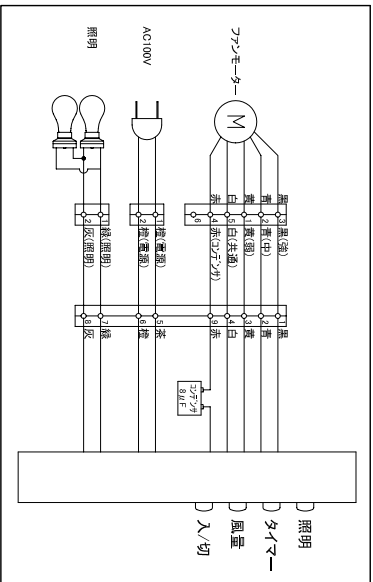 照明
AC100V
ファンモーター
M
赤
白
黄
青
黒
2
1
2
1
6
4
5
1
2
3
灰(照明)
緑(照明)
橙(電源)
橙(電源)
赤(コンデンサ)
白(共通)
黄(弱)
青(中)
黒(強)
8
7
6
5
9
4
3
2
1
灰
緑
橙
茶
赤
白
黄
青
黒
コンデンサ
8μF
入/切
風量
タイマー
照明